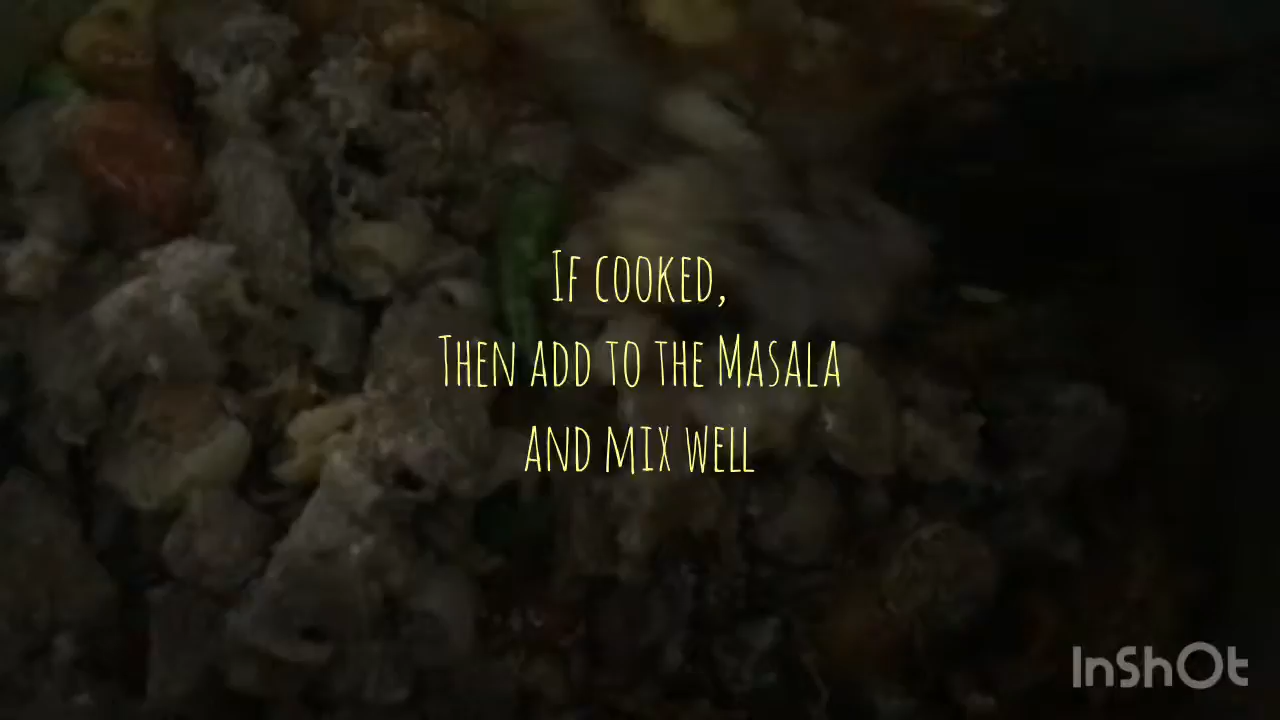 If cooked,
Then add to the Masala
and mix well
InShOt